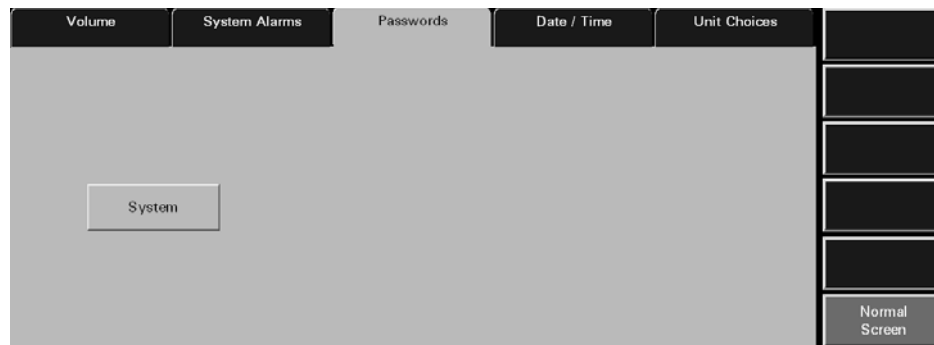 Volume
System Alarms
Passwords
Date / Time
Unit Choices
System
Normal
Screen